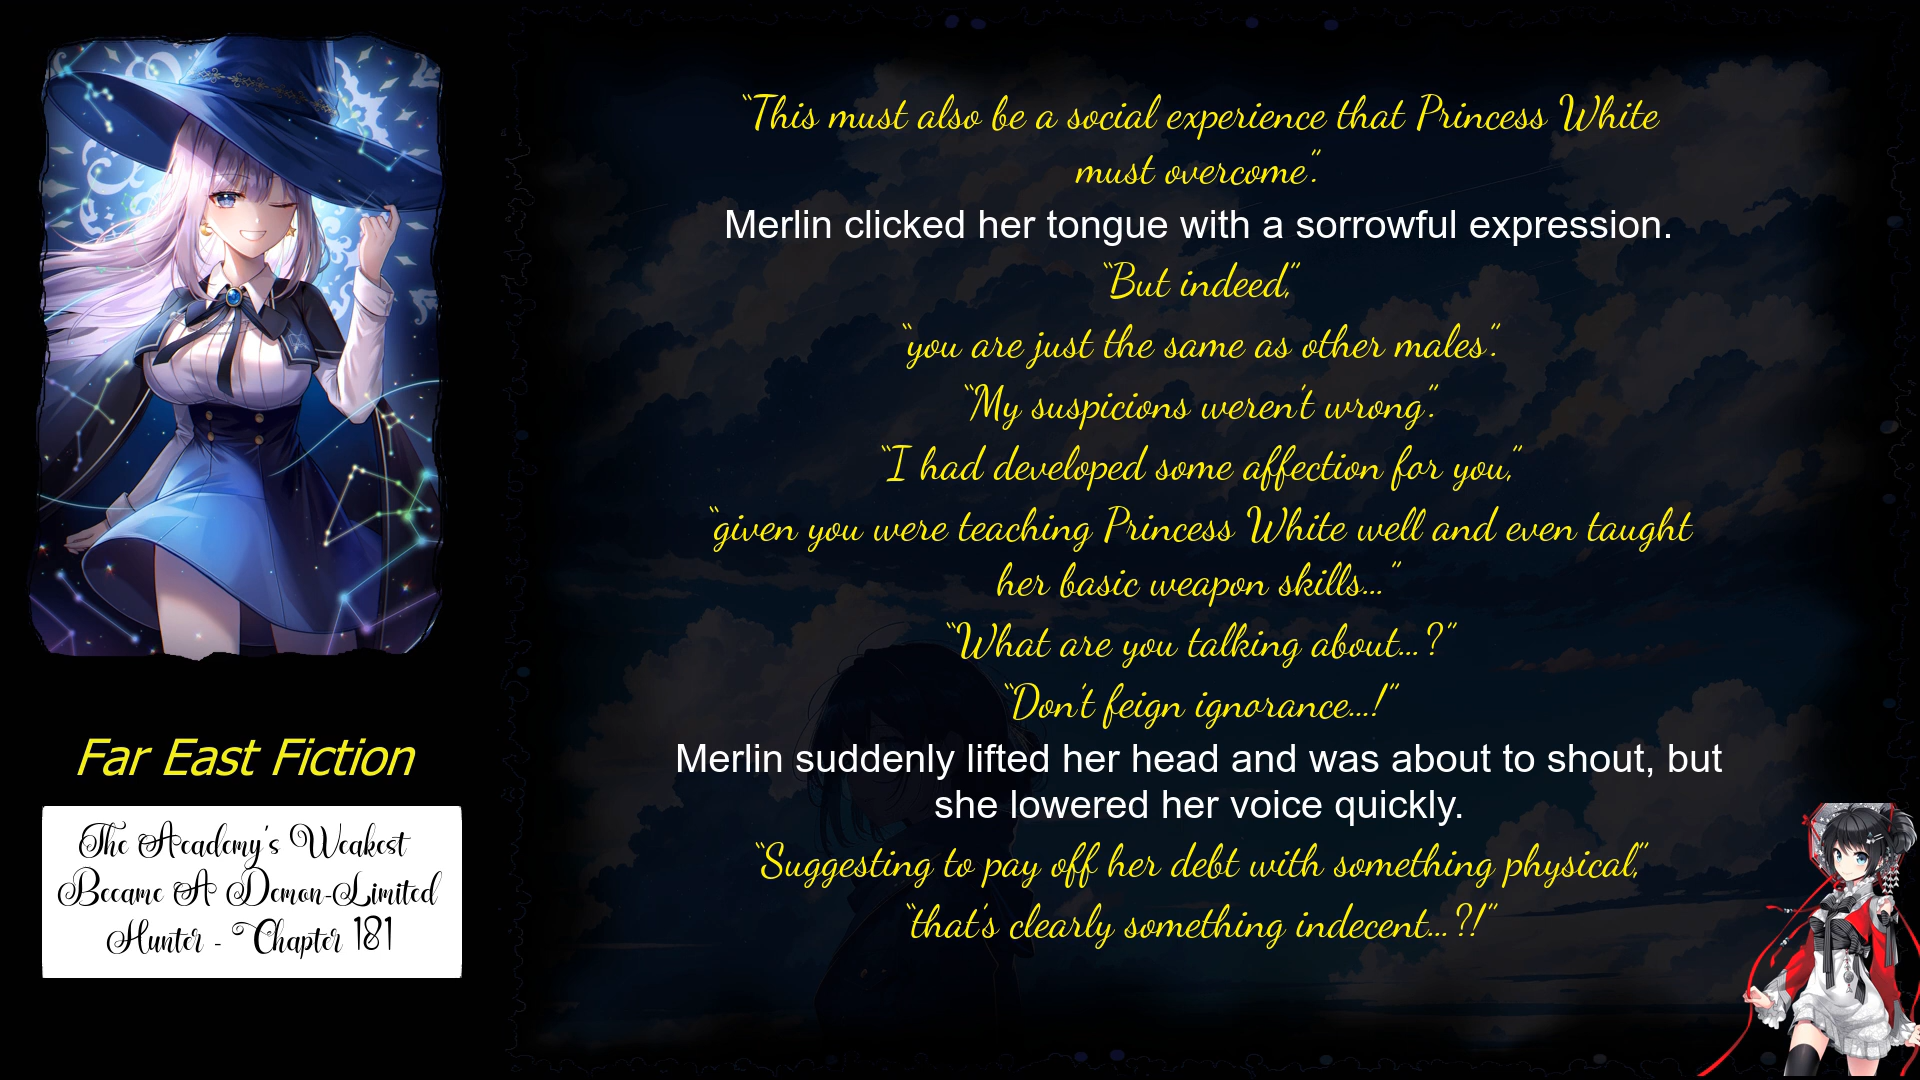 “This must also be a social experience that Princess White
must overcome”.
Merlin clicked her tongue with a sorrowful expression.
“But indeed,”
“you are just the same as other males”.
“My suspicions weren’t wrong”.
“I had developed some affection for you,”
“given you were teaching Princess White well and even taught
her basic weapon skills…”
“What are you talking about…?”
“Don’t feign ignorance…!”
Merlin suddenly lifted her head and was about to shout, but
she lowered her voice quickly.
“Suggesting to pay off her debt with something physical,”
“that’s clearly something indecent…?!”
Far East Fiction
The Academy's Weakest
Became A Demon-Limited
Hunter - Chapter 181